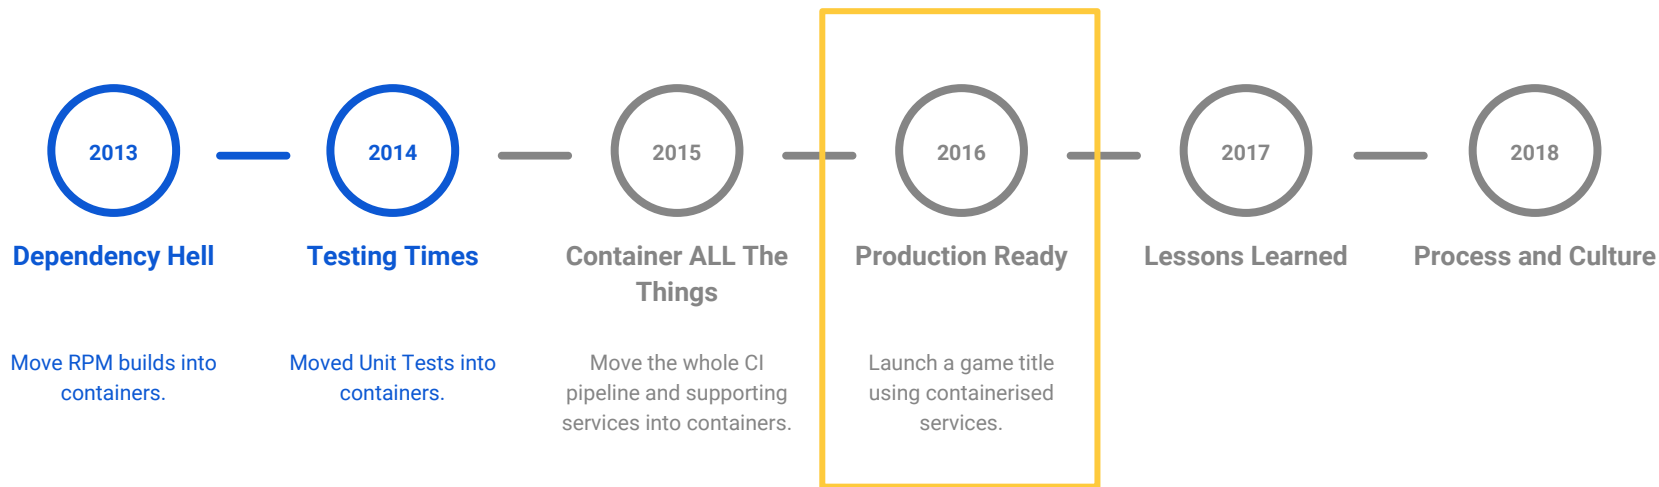 2013
2014
2015
2016
2017
2018
Dependency Hell
Testing Times
Container ALL The
Things
Production Ready
Lessons Learned
Process and Culture
Move RPM builds into
containers.
Moved Unit Tests into
containers.
Move the whole CI
pipeline and supporting
services into containers.
Launch a game title
using containerised
services.